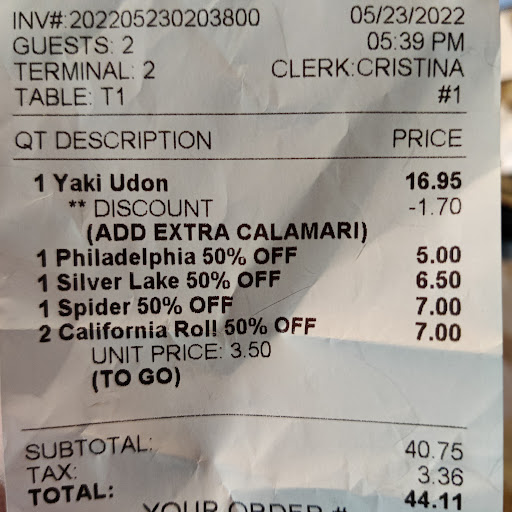 INV#:202205230203800 05/23/2022
GUESTS: 2 05:39 PM
TERMINAL: 2 CLERK:CRISTINA
TABLE: T1 #1
QT DESCRIPTION PRICE
1 Yaki Udon 16.95
** DISCOUNT -1.70
(ADD EXTRA CALAMARI)
1 Philadelphia 50% OFF 5.00
1 Silver Lake 50% OFF 6.50
1 Spider 50% OFF 7.00
2 California Roll 50% OFF 7.00
UNIT PRICE: 3.50
(TO GO)
SUBTOTAL: 40.75
TAX: 3.36
TOTAL: 44.11
YOUR ORDER #